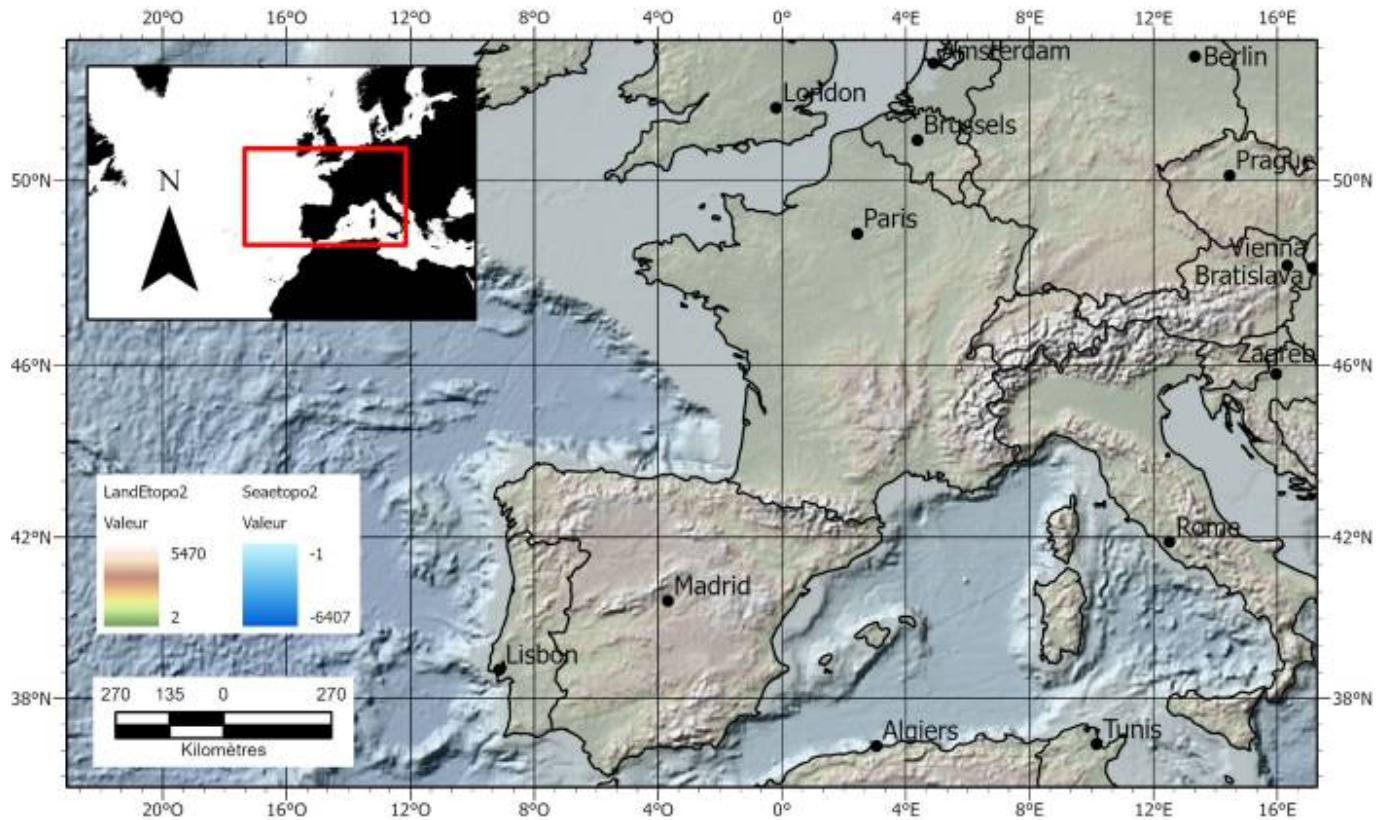 20°O 16°O 12°O 8°O 4°O 0° 4°E 8°E 12°E 16°E
Amsterdam
Berlin
London
Brussels
N
Prague
50°N 50°N
Paris
Vienna
Bratislava
Zagreb
46°N 46°N
LandEtopo2 Seaetopo2
Valeur Valeur
5470 -1
2 -6407
42°N 42°N
Rome
Madrid
Lisbon
38°N 38°N
270 135 0 270
Kilomètres
Algiers Tunis
20°O 16°O 12°O 8°O 4°O 0° 4°E 8°E 12°E 16°E